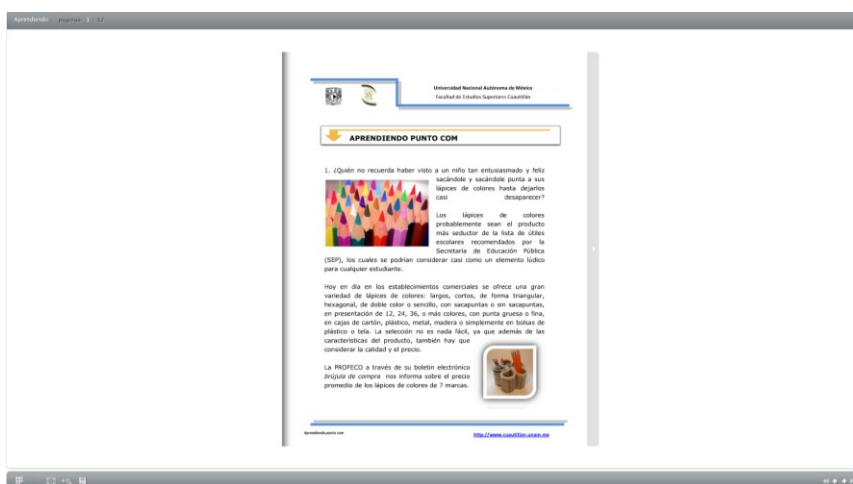 Aprendiendo páginas: 1 / 12
Universidad Nacional Autónoma de México
Facultad de Estudios Superiores Cuautitlán
APRENDIENDO PUNTO COM
1. ¿Quién no recuerda haber visto a un niño tan entusiasmado y feliz
sacándole y sacándole punta a sus
lápices de colores hasta dejarlos
casi desaparecer?
Los lápices de colores
probablemente sean el producto
más seductor de la lista de útiles
escolares recomendados por la
Secretaría de Educación Pública
(SEP), los cuales se podrían considerar casi como un elemento lúdico
para cualquier estudiante.
Hoy en día en los establecimientos comerciales se ofrece una gran
variedad de lápices de colores: largos, cortos, de forma triangular,
hexagonal, de doble color o sencillo, con sacapuntas o sin sacapuntas,
en presentación de 12, 24, 36, o más colores, con punta gruesa o fina,
en cajas de cartón, plástico, metal, madera o simplemente en bolsas de
plástico o tela. La selección no es nada fácil, ya que además de las
características del producto, también hay que
considerar la calidad y el precio.
La PROFECO a través de su boletín electrónico
brújula de compra nos informa sobre el precio
promedio de los lápices de colores de 7 marcas.
Aprendiendo punto com
http://www.cuautitlan.unam.mx